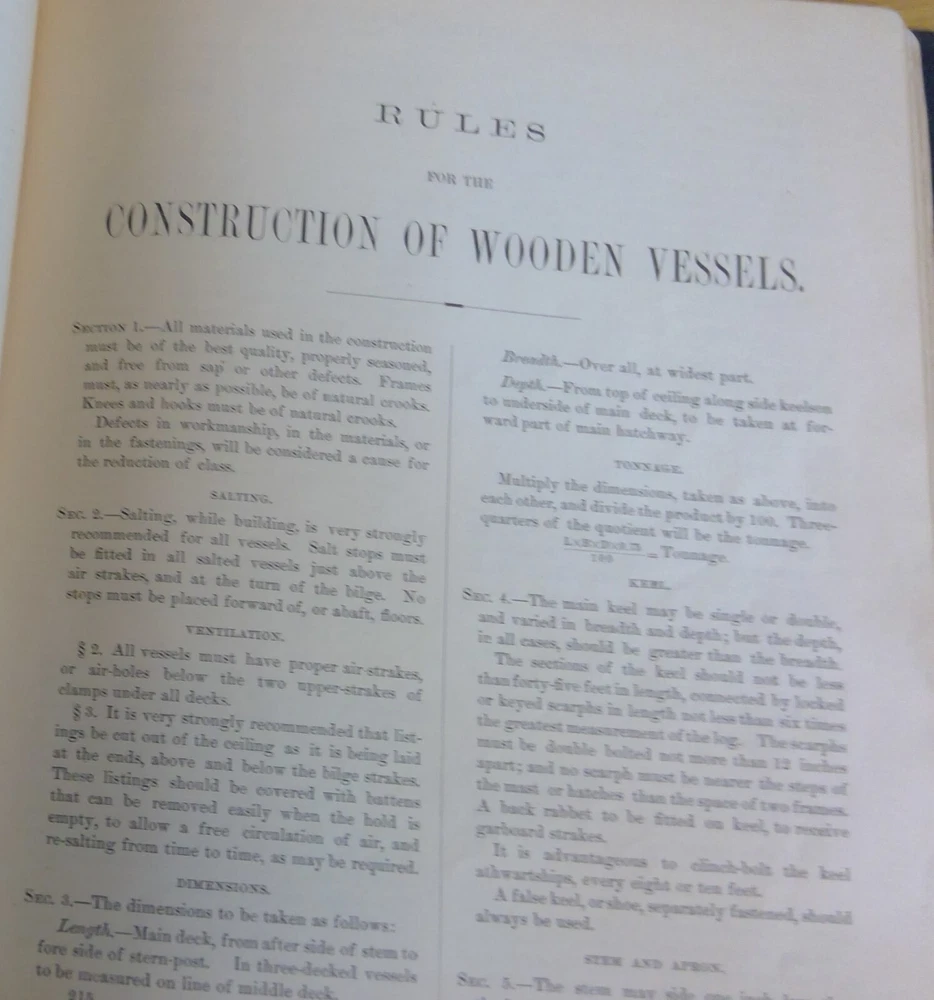 RULES
FOR THE
CONSTRUCTION OF WOODEN VESSELS.
SECTION 1.—All materials used in the construction
must be of the best quality, properly seasoned,
and free from sap or other defects. Frames
must, as nearly as possible, be of natural crooks.
Knees and hooks must be of natural crooks.
Defects in workmanship, in the materials, or
in the fastenings, will be considered a cause for
the reduction of class.
SALTING.
SEC. 2.—Salting, while building, is very strongly
recommended for all vessels. Salt stops must
be fitted in all salted vessels just above the
air strakes, and at the turn of the bilge. No
stops must be placed forward of, or abaft, floors.
VENTILATION.
§ 2. All vessels must have proper air-strakes,
or air-holes below the two upper-strakes of
clamps under all decks.
§ 3. It is very strongly recommended that list-
ings be cut out of the ceiling as it is being laid
at the ends, above and below the bilge strakes.
These listings should be covered with battens
that can be removed easily when the hold is
empty, to allow a free circulation of air, and
re-salting from time to time, as may be required.
DIMENSIONS.
SEC. 3.—The dimensions to be taken as follows:
Length.—Main deck, from after side of stem to
fore side of stern-post. In three-decked vessels
to be measured on line of middle deck.
215
Breadth.—Over all, at widest part.
Depth.—From top of ceiling along side keelson
to underside of main deck, to be taken at for-
ward part of main hatchway.
TONNAGE.
Multiply the dimensions, taken as above, into
each other, and divide the product by 100. Three-
quarters of the quotient will be the tonnage.
100 = Tonnage.
KEEL.
SEC. 4.—The main keel may be single or double,
and varied in breadth and depth; but the depth,
in all cases, should be greater than the breadth.
The sections of the keel should not be less
than forty-five feet in length, connected by locked
or keyed scarphs in length not less than six times
the greatest measurement of the log. The scarphs
must be double bolted not more than 12 inches
apart; and no scarph must be nearer the steps of
the mast or hatches than the space of two frames.
A back rabbet to be fitted on keel, to receive
garboard strakes.
It is advantageous to clinch-bolt the keel
athwartships, every eight or ten feet.
A false keel, or shoe, separately fastened, should
always be used.
STEM AND APRON.
SEC. 5.—The stem may side one inch